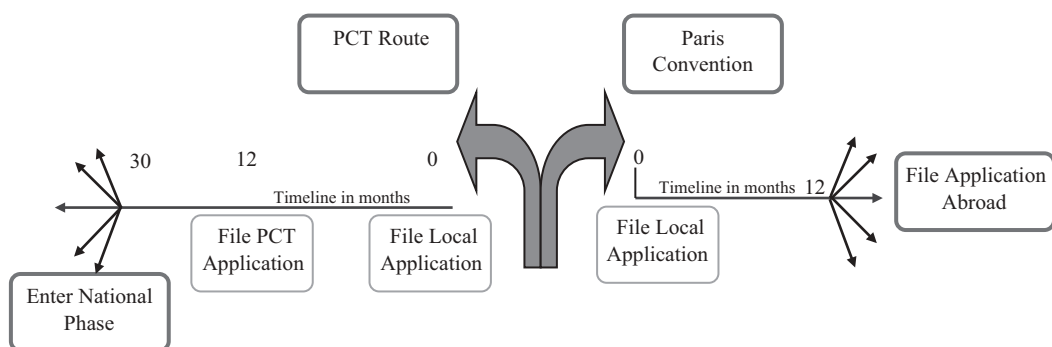 PCT Route
Paris
Convention
30
12
0
Timeline in months
File PCT
Application
File Local
Application
Enter National
Phase
0
Timeline in months
12
File Local
Application
File Application
Abroad